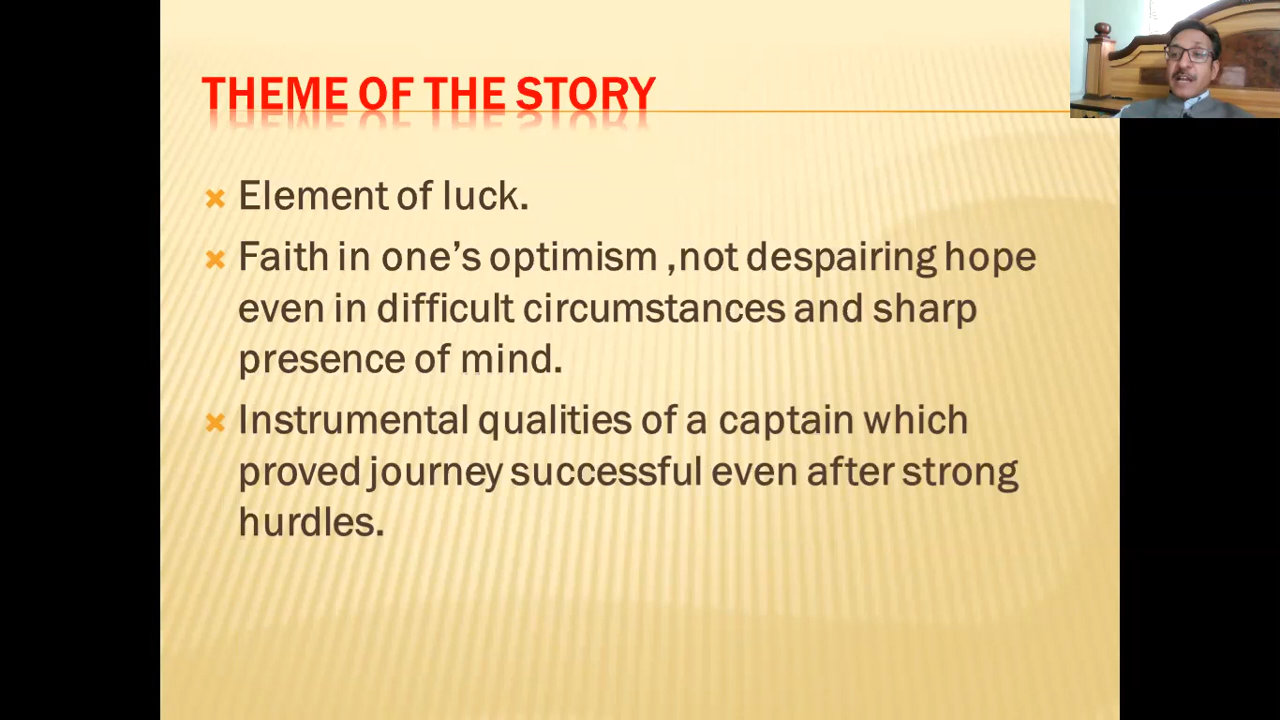 THEME OF THE STORY
Element of luck.
Faith in one's optimism ,not despairing hope
even in difficult circumstances and sharp
presence of mind.
Instrumental qualities of a captain which
proved journey successful even after strong
hurdles.